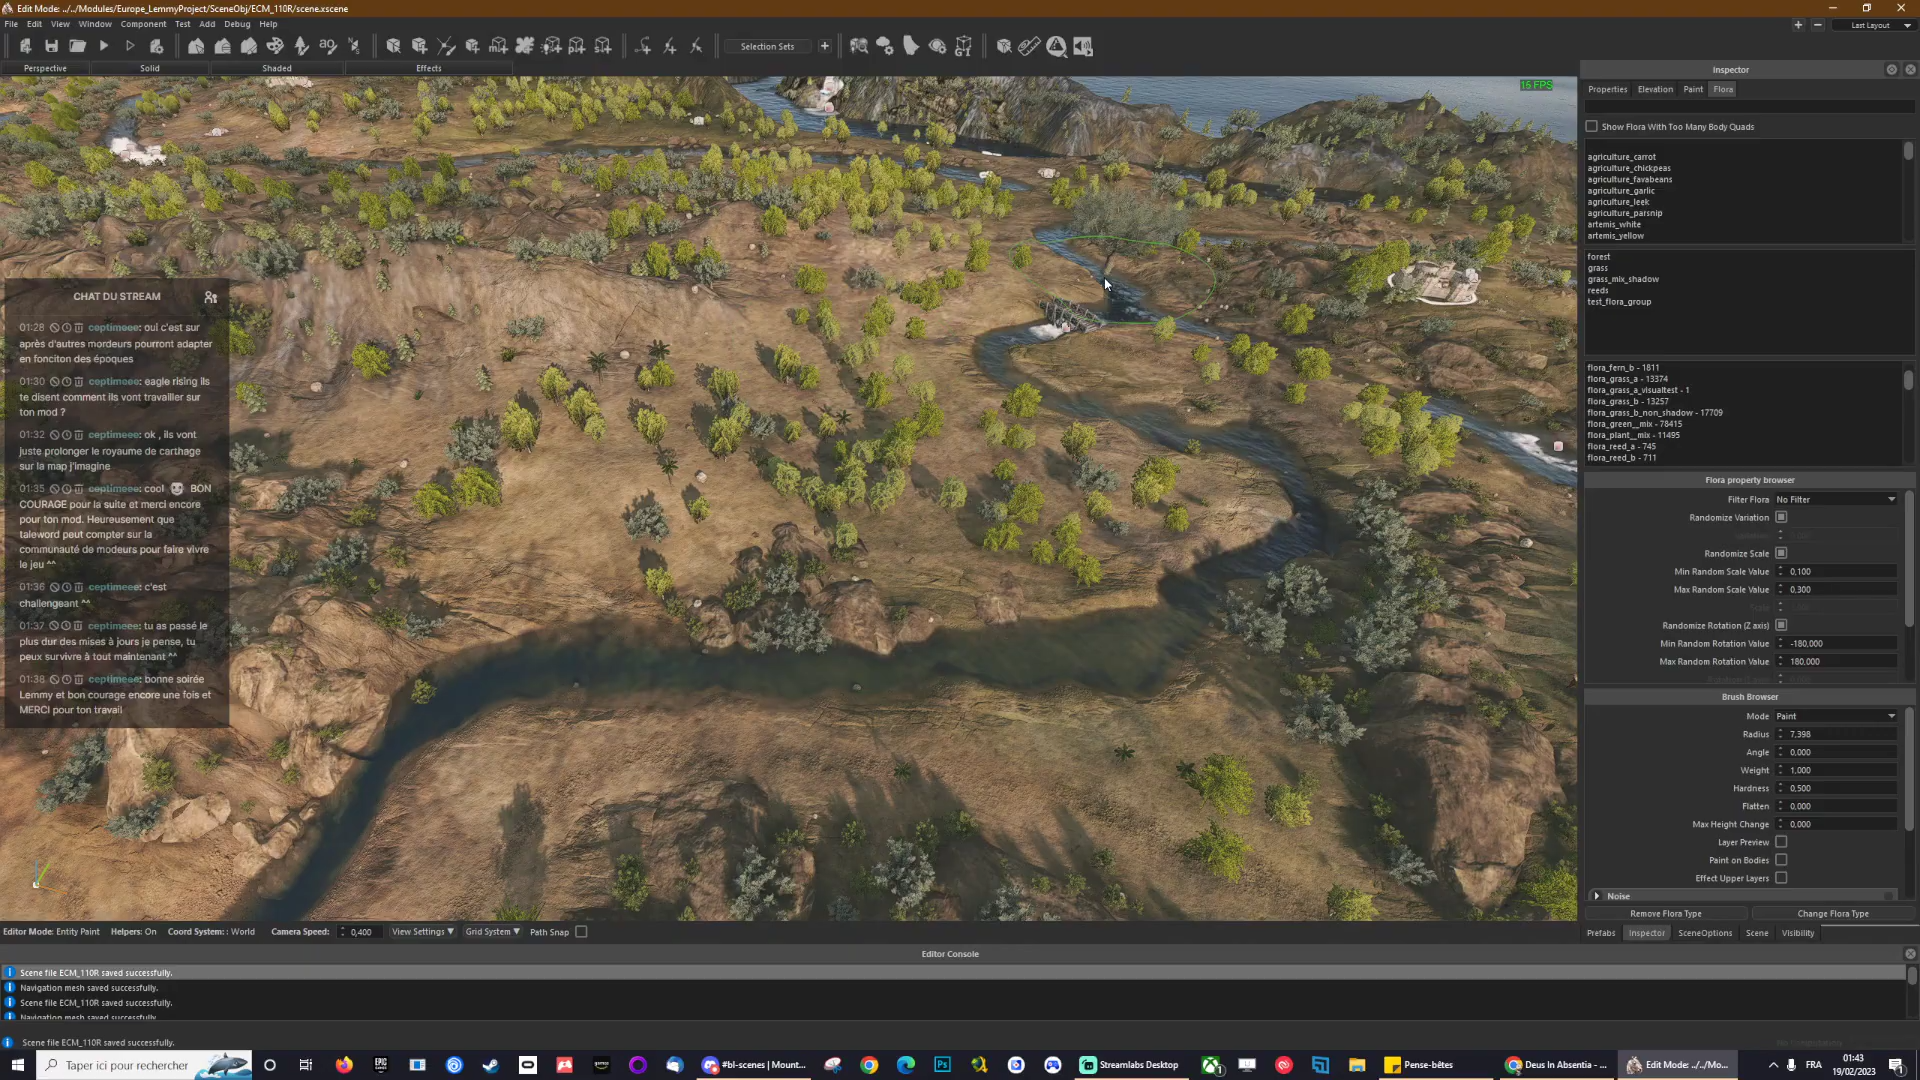 Edit Mode: ../../Modules/Europe_LemmyProject/SceneObj/ECM_110R/scene.xscene
File Edit View Window Component Test Add Debug Help
Last Layout
Selection Sets
Perspective Solid Shaded Effects
15 FPS
CHAT DU STREAM
01:28 ceptimeee: oui c'est sur
après d'autres mordeurs pourront adapter
en fonciton des époques
01:30 ceptimeee: eagle rising ils
te disent comment ils vont travailler sur
ton mod ?
01:32 ceptimeee: ok , ils vont
juste prolonger le royaume de carthage
sur la map j'imagine
01:35 ceptimeee: cool BON
COURAGE pour la suite et merci encore
pour ton mod. Heureusement que
taleword peut compter sur la
communauté de modeurs pour faire vivre
le jeu ^^
01:36 ceptimeee: c'est
challengeant ^^
01:37 ceptimeee: tu as passé le
plus dur des mises à jours je pense, tu
peux survivre à tout maintenant ^^
01:38 ceptimeee: bonne soirée
Lemmy et bon courage encore une fois et
MERCI pour ton travail
Inspector
Properties Elevation Paint Flora
Show Flora With Too Many Body Quads
agriculture_carrot
agriculture_chickpeas
agriculture_favabeans
agriculture_garlic
agriculture_leek
agriculture_parsnip
artemis_white
artemis_yellow
forest
grass
grass_mix_shadow
reeds
test_flora_group
flora_fern_b - 1811
flora_grass_a - 13374
flora_grass_a_visualtest - 1
flora_grass_b - 13257
flora_grass_b_non_shadow - 17709
flora_green__mix - 78415
flora_plant__mix - 11495
flora_reed_a - 745
flora_reed_b - 711
Flora property browser
Filter Flora No Filter
Randomize Variation
Randomize Scale
Min Random Scale Value 0,100
Max Random Scale Value 0,300
Randomize Rotation (Z axis)
Min Random Rotation Value -180,000
Max Random Rotation Value 180,000
Brush Browser
Mode Paint
Radius 7,398
Angle 0,000
Weight 1,000
Hardness 0,500
Flatten 0,000
Max Height Change 0,000
Layer Preview
Paint on Bodies
Effect Upper Layers
Noise
Remove Flora Type Change Flora Type
Prefabs Inspector SceneOptions Scene Visibility
Editor Mode: Entity Paint Helpers: On Coord System: : World Camera Speed: 0,400 View Settings Grid System Path Snap
Editor Console
Scene file ECM_110R saved successfully.
Navigation mesh saved successfully.
Scene file ECM_110R saved successfully.
Navigation mesh saved successfully.
Scene file ECM_110R saved successfully.
Taper ici pour rechercher
#bl-scenes | Mount...
Streamlabs Desktop
Pense-bêtes
Deus In Absentia - ...
Edit Mode: ../../Mo...
FRA
01:43
19/02/2023